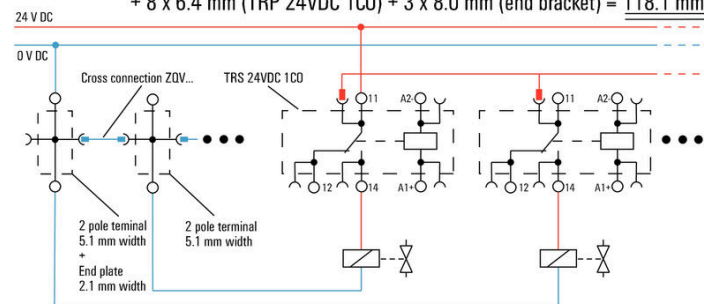 + 8 x 6.4 mm (TRP 24VDC 1CO) + 3 x 8.0 mm (end bracket) = 118.1 mm
24 V DC
0 V DC
Cross connection ZQV...
TRS 24VDC 1CO
11
A2-
11
A2-
12
14
A1+
12
14
A1+
2 pole teminal
5.1 mm width
+
End plate
2.1 mm width
2 pole terminal
5.1 mm width